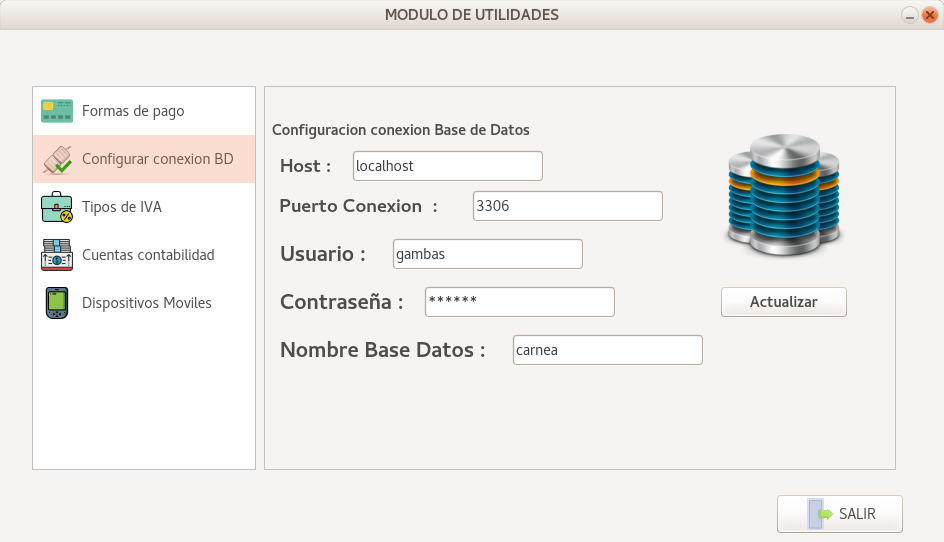 MODULO DE UTILIDADES
Formas de pago
Configurar conexion BD
Tipos de IVA
Cuentas contabilidad
Dispositivos Moviles
Configuracion conexion Base de Datos
Host : localhost
Puerto Conexion : 3306
Usuario : gambas
Contraseña : ******
Actualizar
Nombre Base Datos : carnea
SALIR